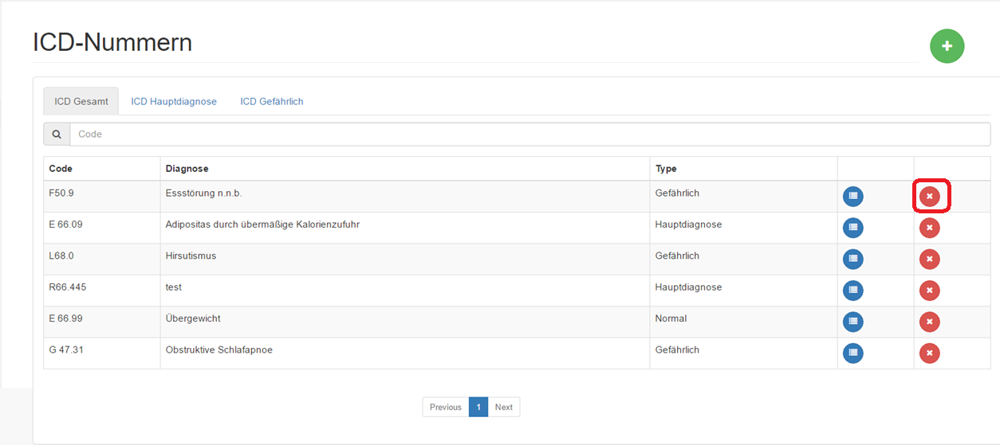 ICD-Nummern
ICD Gesamt ICD Hauptdiagnose ICD Gefährlich
Code
Code Diagnose Type
F50.9 Essstörung n.n.b. Gefährlich
E 66.09 Adipositas durch übermäßige Kalorienzufuhr Hauptdiagnose
L68.0 Hirsutismus Gefährlich
R66.445 test Hauptdiagnose
E 66.99 Übergewicht Normal
G 47.31 Obstruktive Schlafapnoe Gefährlich
Previous 1 Next